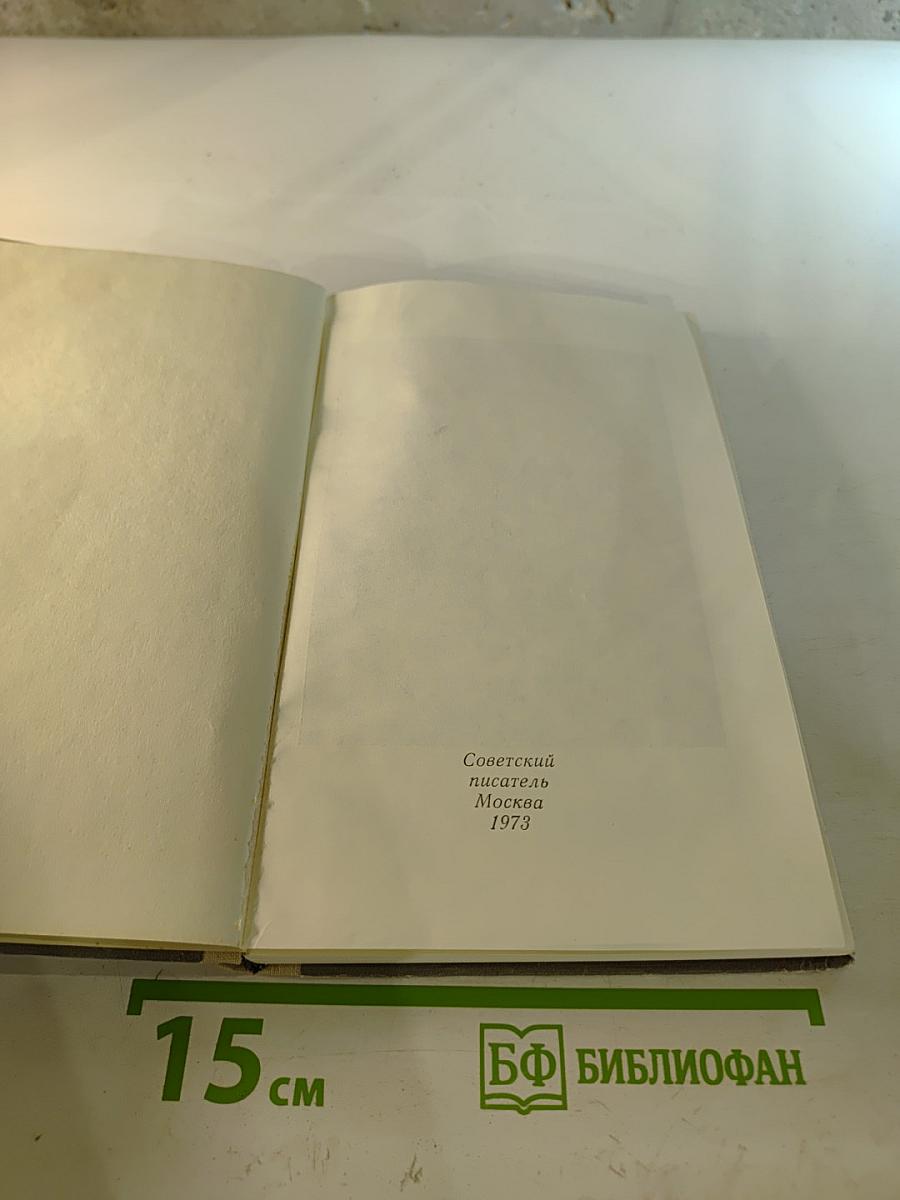 Советский
писатель
Москва
1973
15 см
БФ БИБЛИОФАН